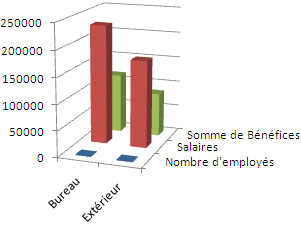 250000
200000
150000
100000
50000
0
Somme de Bénéfices
Salaires
Nombre d'employés
Bureau
Extérieur